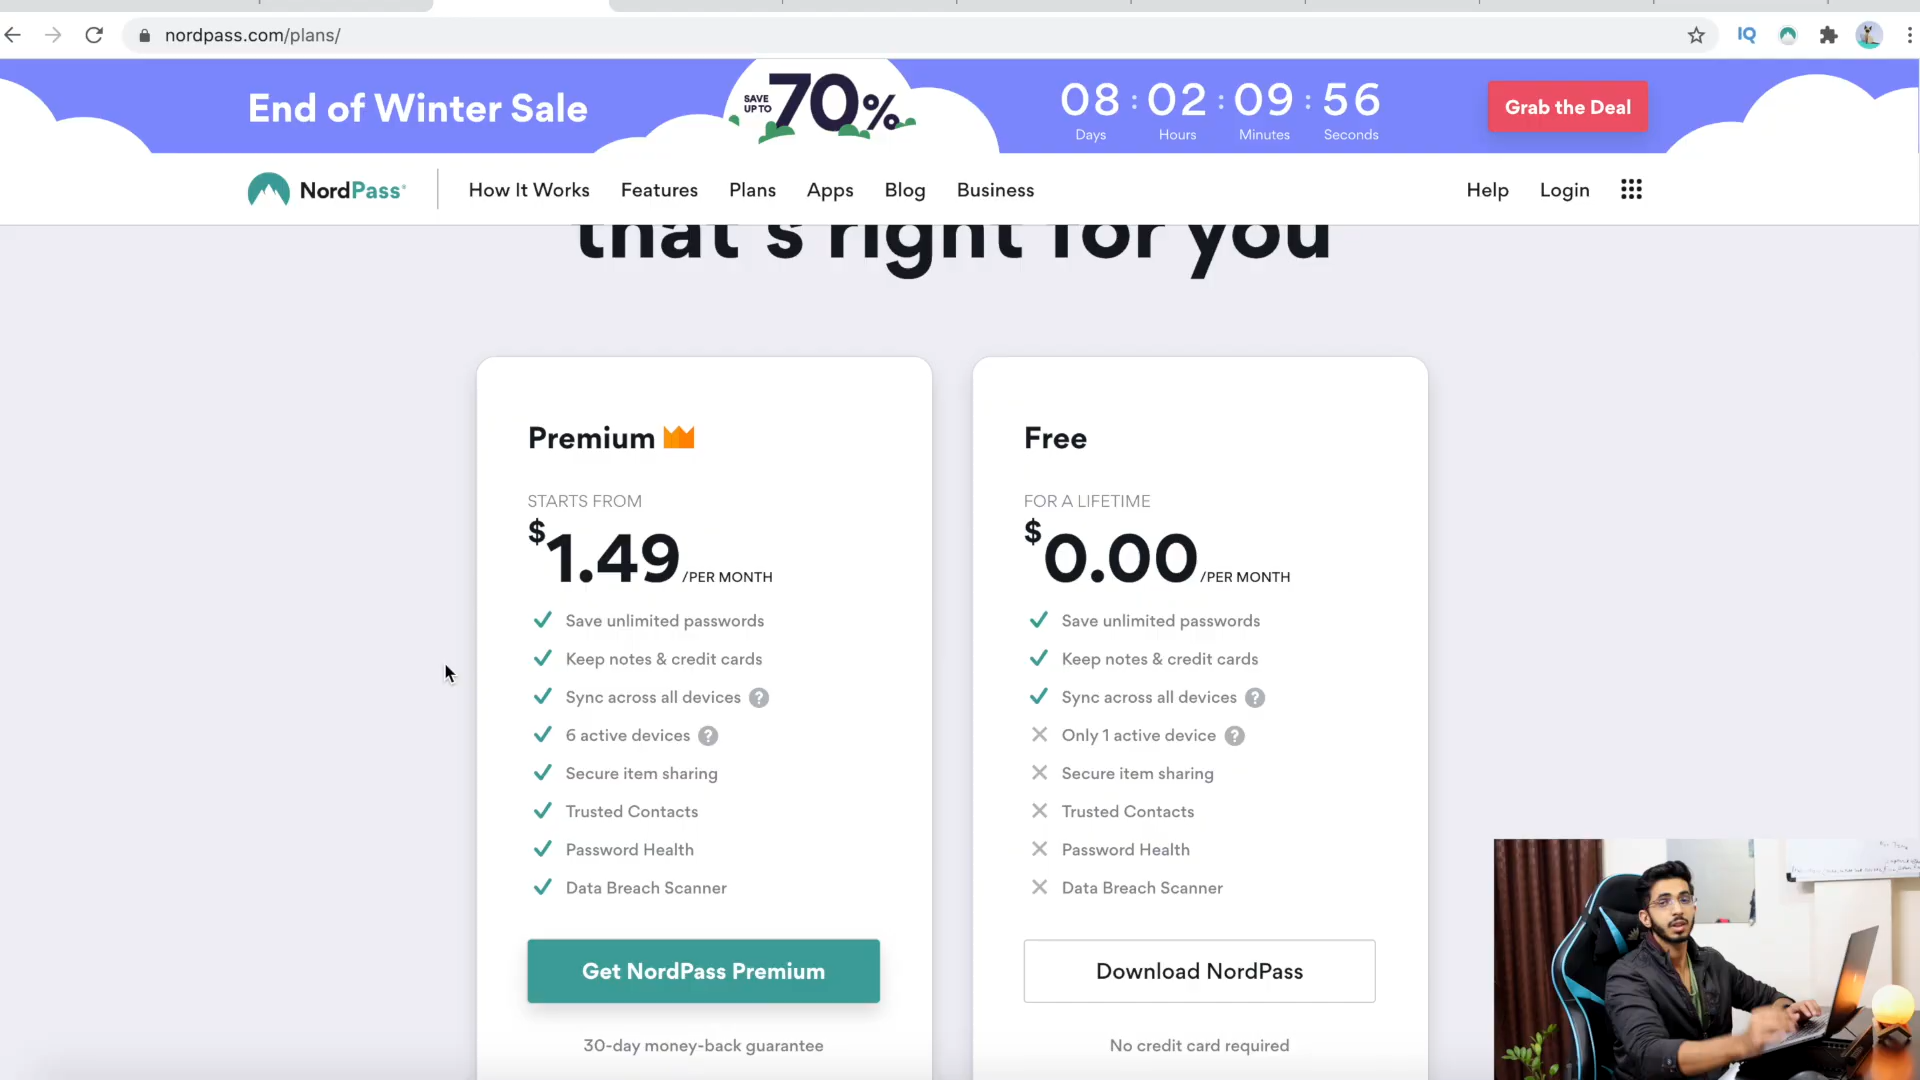 nordpass.com/plans/
IQ
End of Winter Sale
SAVE
UP TO
70%
08 : 02 : 09 : 56
Days Hours Minutes Seconds
Grab the Deal
NordPass
How It Works Features Plans Apps Blog Business
Help Login
that's right for you
Premium
STARTS FROM
$1.49 /PER MONTH
Save unlimited passwords
Keep notes & credit cards
Sync across all devices ?
6 active devices ?
Secure item sharing
Trusted Contacts
Password Health
Data Breach Scanner
Get NordPass Premium
30-day money-back guarantee
Free
FOR A LIFETIME
$0.00 /PER MONTH
Save unlimited passwords
Keep notes & credit cards
Sync across all devices ?
Only 1 active device ?
Secure item sharing
Trusted Contacts
Password Health
Data Breach Scanner
Download NordPass
No credit card required